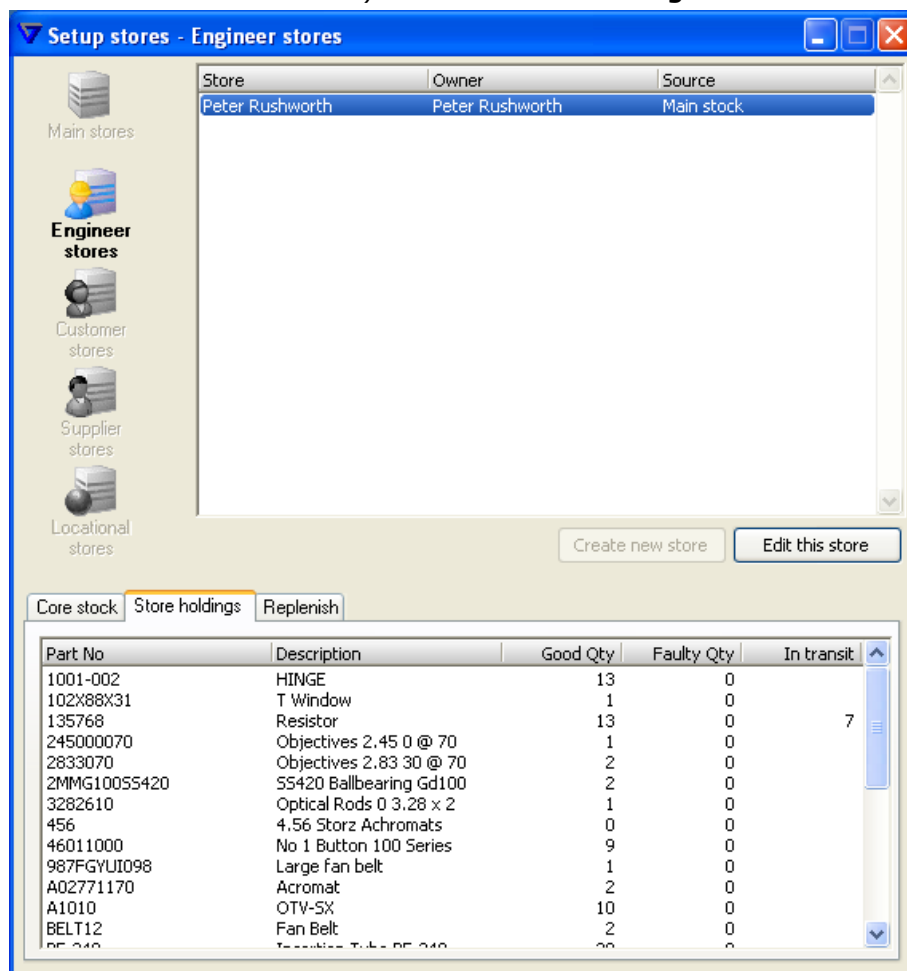 Setup stores - Engineer stores
Main stores
Engineer
stores
Customer
stores
Supplier
stores
Locational
stores
Store Owner Source
Peter Rushworth Peter Rushworth Main stock
Create new store Edit this store
Core stock Store holdings Replenish
Part No Description Good Qty Faulty Qty In transit
1001-002 HINGE 13 0
102X88X31 T Window 1 0
135768 Resistor 13 0 7
245000070 Objectives 2.45 0 @ 70 1 0
2833070 Objectives 2.83 30 @ 70 2 0
2MMG100SS420 SS420 Ballbearing Gd100 2 0
3282610 Optical Rods 0 3.28 x 2 1 0
456 4.56 Storz Achromats 0 0
46011000 No 1 Button 100 Series 9 0
987FGYUI098 Large fan belt 1 0
A02771170 Acromat 2 0
A1010 OTV-SX 10 0
BELT12 Fan Belt 2 0